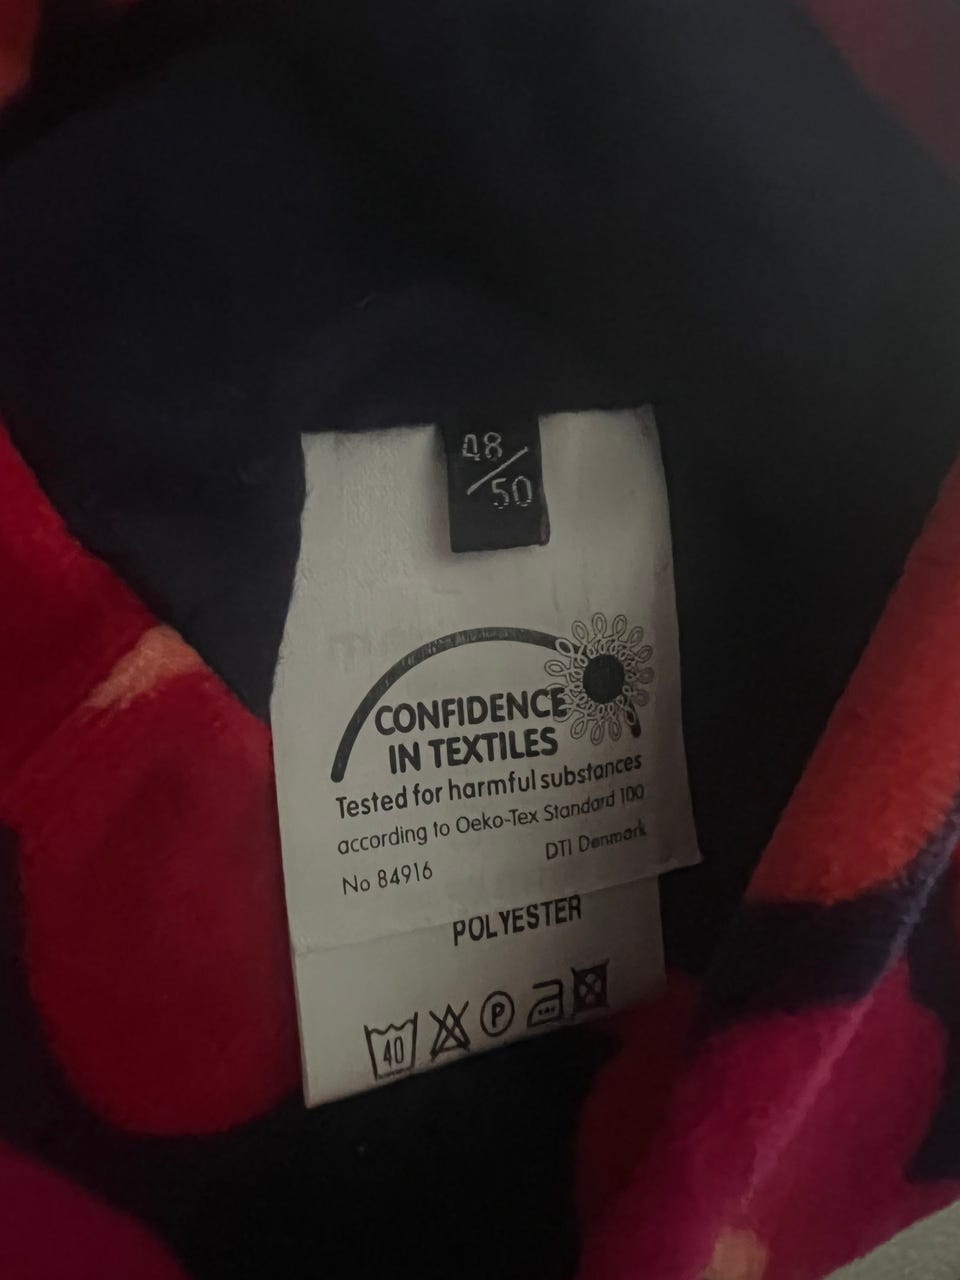 48/50
CONFIDENCE
IN TEXTILES
Tested for harmful substances
according to Oeko-Tex Standard 100
No 84916 DTI Denmark
POLYESTER
40 P